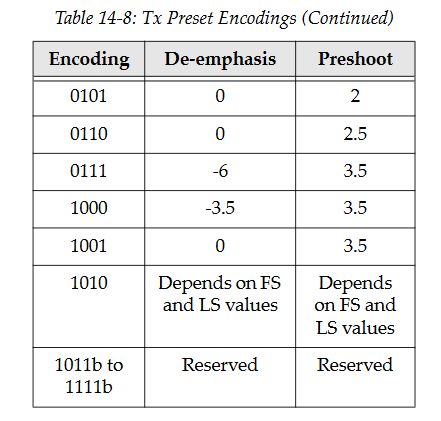 Table 14-8: Tx Preset Encodings (Continued)
Encoding De-emphasis Preshoot
0101 0 2
0110 0 2.5
0111 -6 3.5
1000 -3.5 3.5
1001 0 3.5
1010 Depends on FS Depends
and LS values on FS and
LS values
1011b to Reserved Reserved
1111b